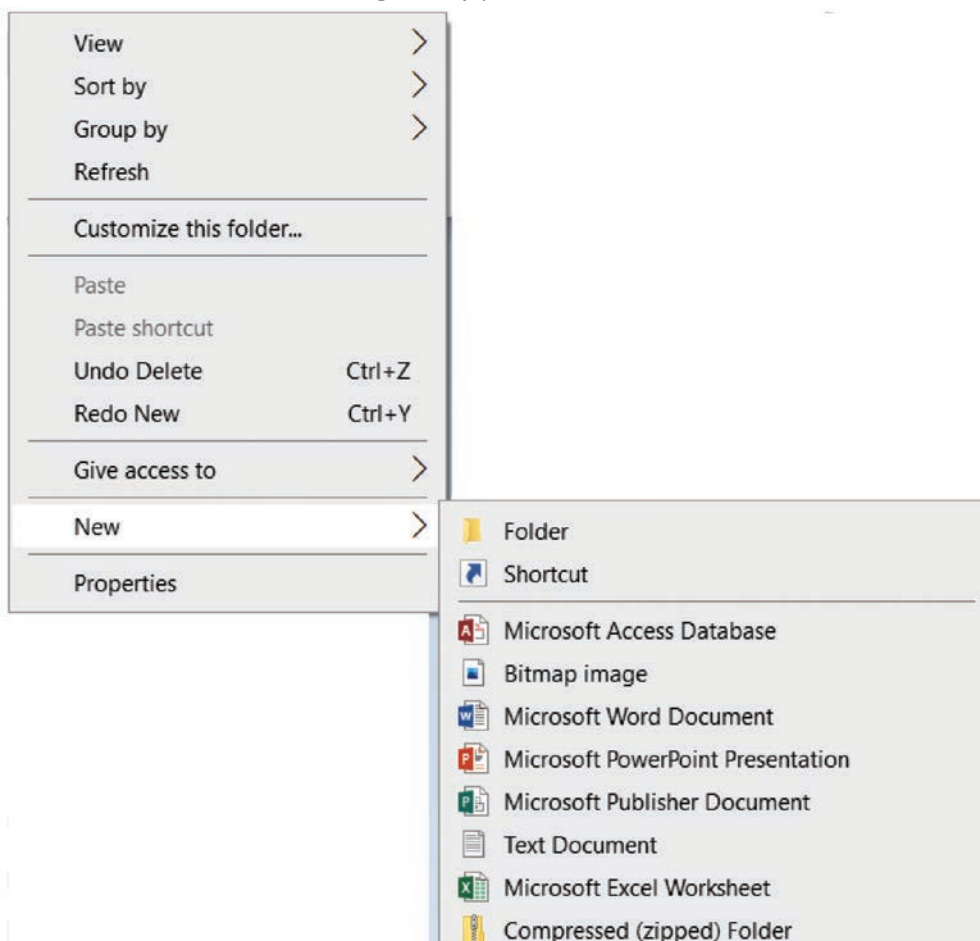 View
Sort by
Group by
Refresh
Customize this folder...
Paste
Paste shortcut
Undo Delete Ctrl+Z
Redo New Ctrl+Y
Give access to
New
Properties
Folder
Shortcut
Microsoft Access Database
Bitmap image
Microsoft Word Document
Microsoft PowerPoint Presentation
Microsoft Publisher Document
Text Document
Microsoft Excel Worksheet
Compressed (zipped) Folder